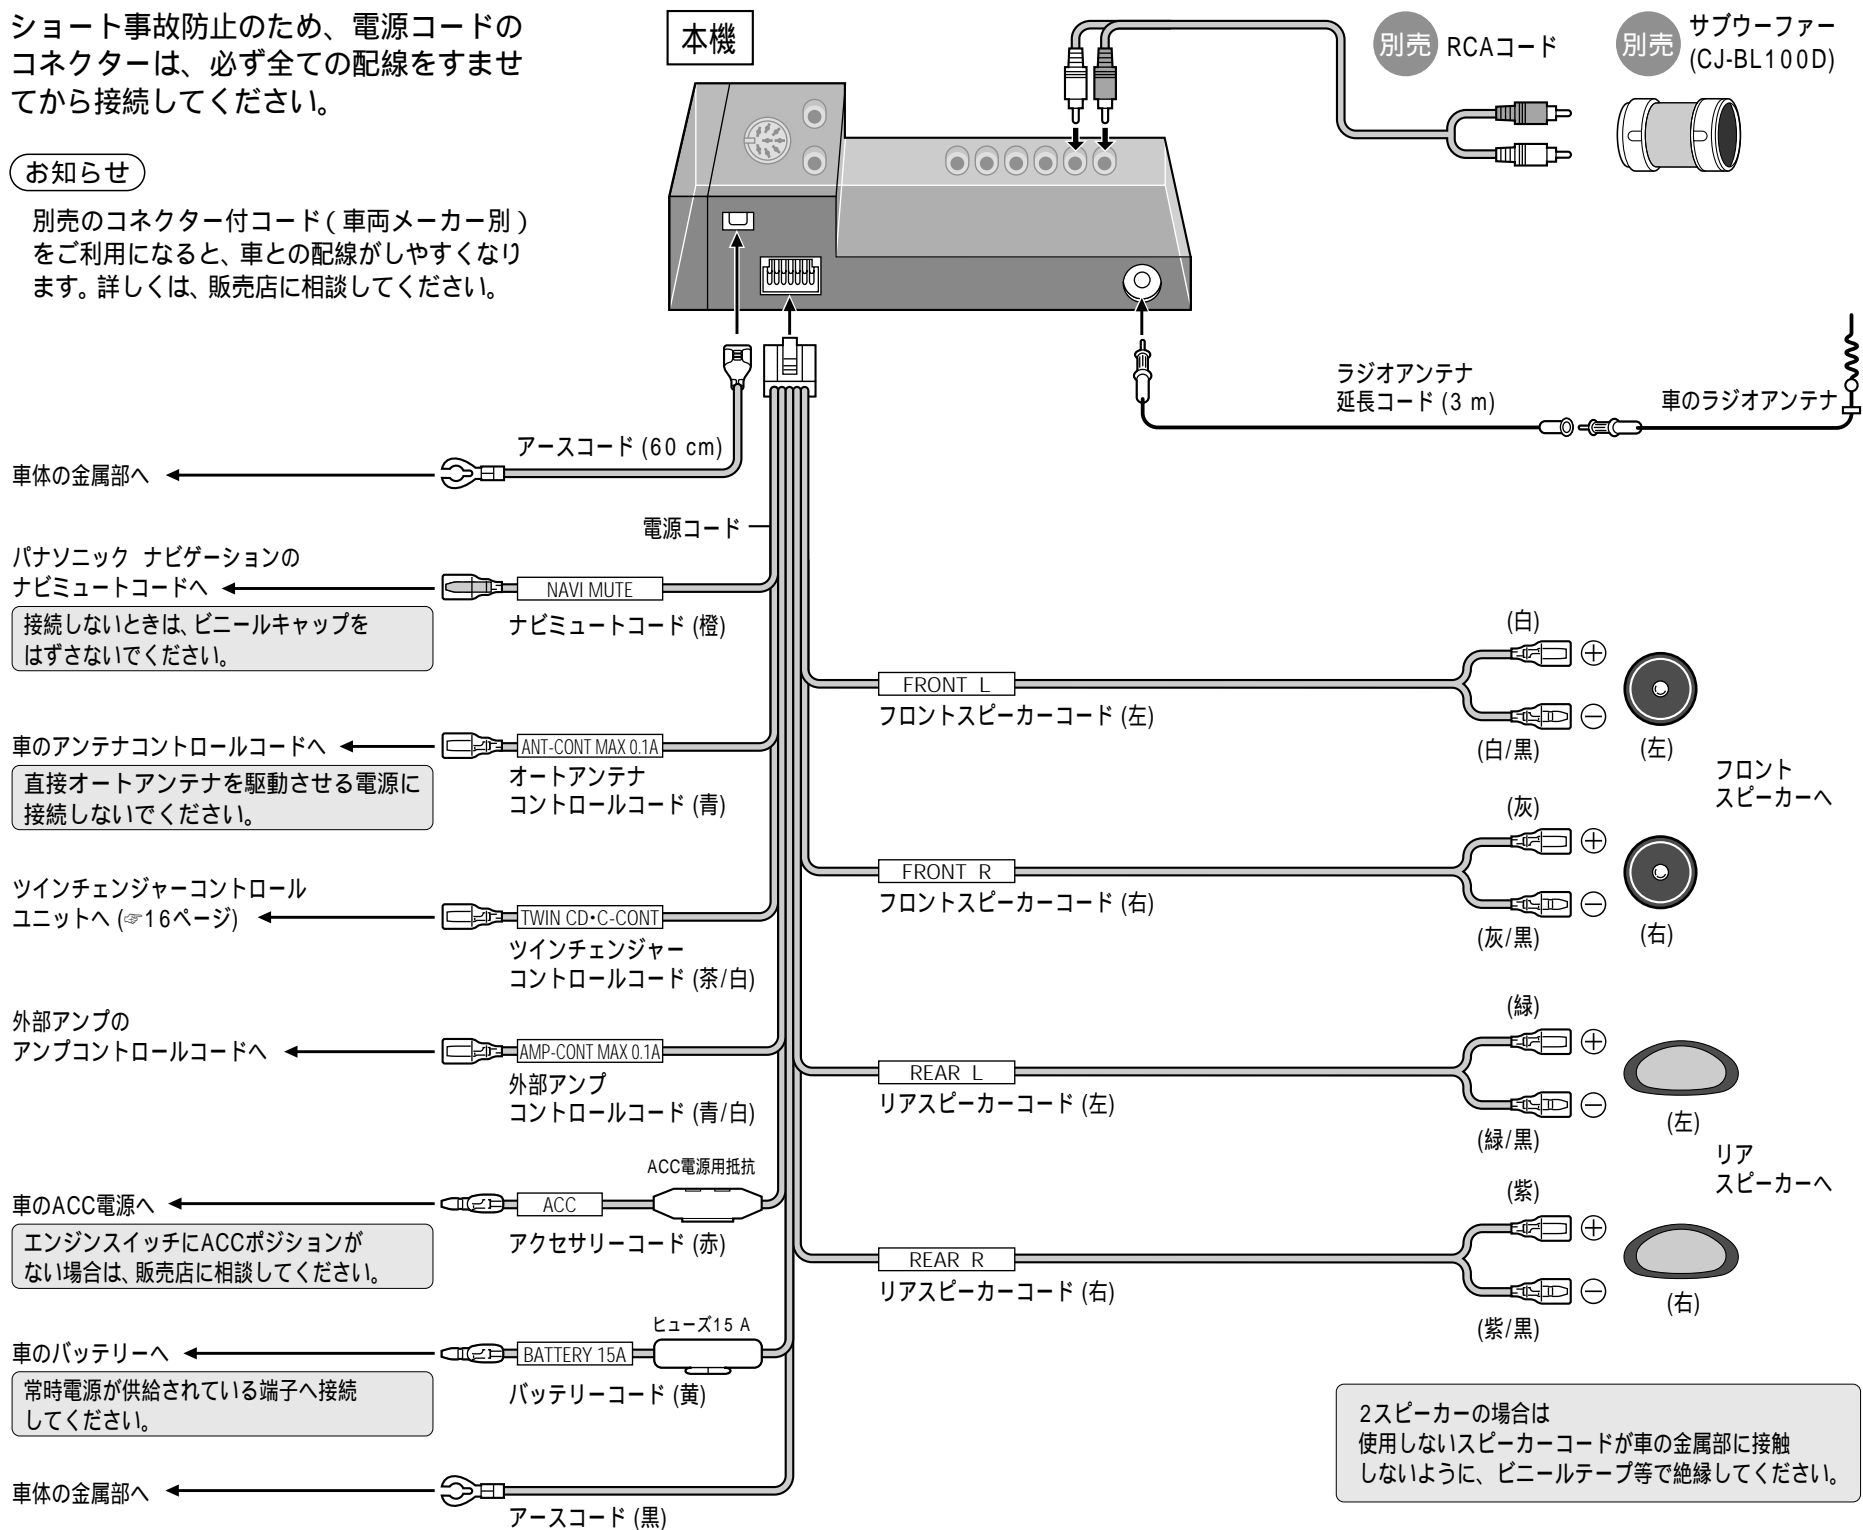 ショート事故防止のため、電源コードの
コネクターは、必ず全ての配線をすませ
てから接続してください。
お知らせ
別売のコネクター付コード(車両メーカー別)
をご利用になると、車との配線がしやすくなり
ます。詳しくは、販売店に相談してください。
本機
別売
RCAコード
別売
サブウーファー
(CJ-BL100D)
ラジオアンテナ
延長コード (3 m)
車のラジオアンテナ
アースコード (60 cm)
車体の金属部へ
電源コード
パナソニック ナビゲーションの
ナビミュートコードへ
NAVI MUTE
ナビミュートコード (橙)
接続しないときは、ビニールキャップを
はずさないでください。
車のアンテナコントロールコードへ
ANT-CONT MAX 0.1A
オートアンテナ
コントロールコード (青)
直接オートアンテナを駆動させる電源に
接続しないでください。
ツインチェンジャーコントロール
ユニットへ (☞16ページ)
TWIN CD•C-CONT
ツインチェンジャー
コントロールコード (茶/白)
外部アンプの
アンプコントロールコードへ
AMP-CONT MAX 0.1A
外部アンプ
コントロールコード (青/白)
ACC電源用抵抗
車のACC電源へ
ACC
アクセサリーコード (赤)
エンジンスイッチにACCポジションが
ない場合は、販売店に相談してください。
ヒューズ15 A
車のバッテリーへ
BATTERY 15A
バッテリーコード (黄)
常時電源が供給されている端子へ接続
してください。
車体の金属部へ
アースコード (黒)
FRONT L
フロントスピーカーコード (左)
(白)
⊕
⊖
(白/黒)
(左)
フロント
スピーカーへ
FRONT R
フロントスピーカーコード (右)
(灰)
⊕
⊖
(灰/黒)
(右)
REAR L
リアスピーカーコード (左)
(緑)
⊕
⊖
(緑/黒)
(左)
リア
スピーカーへ
REAR R
リアスピーカーコード (右)
(紫)
⊕
⊖
(紫/黒)
(右)
2スピーカーの場合は
使用しないスピーカーコードが車の金属部に接触
しないように、ビニールテープ等で絶縁してください。